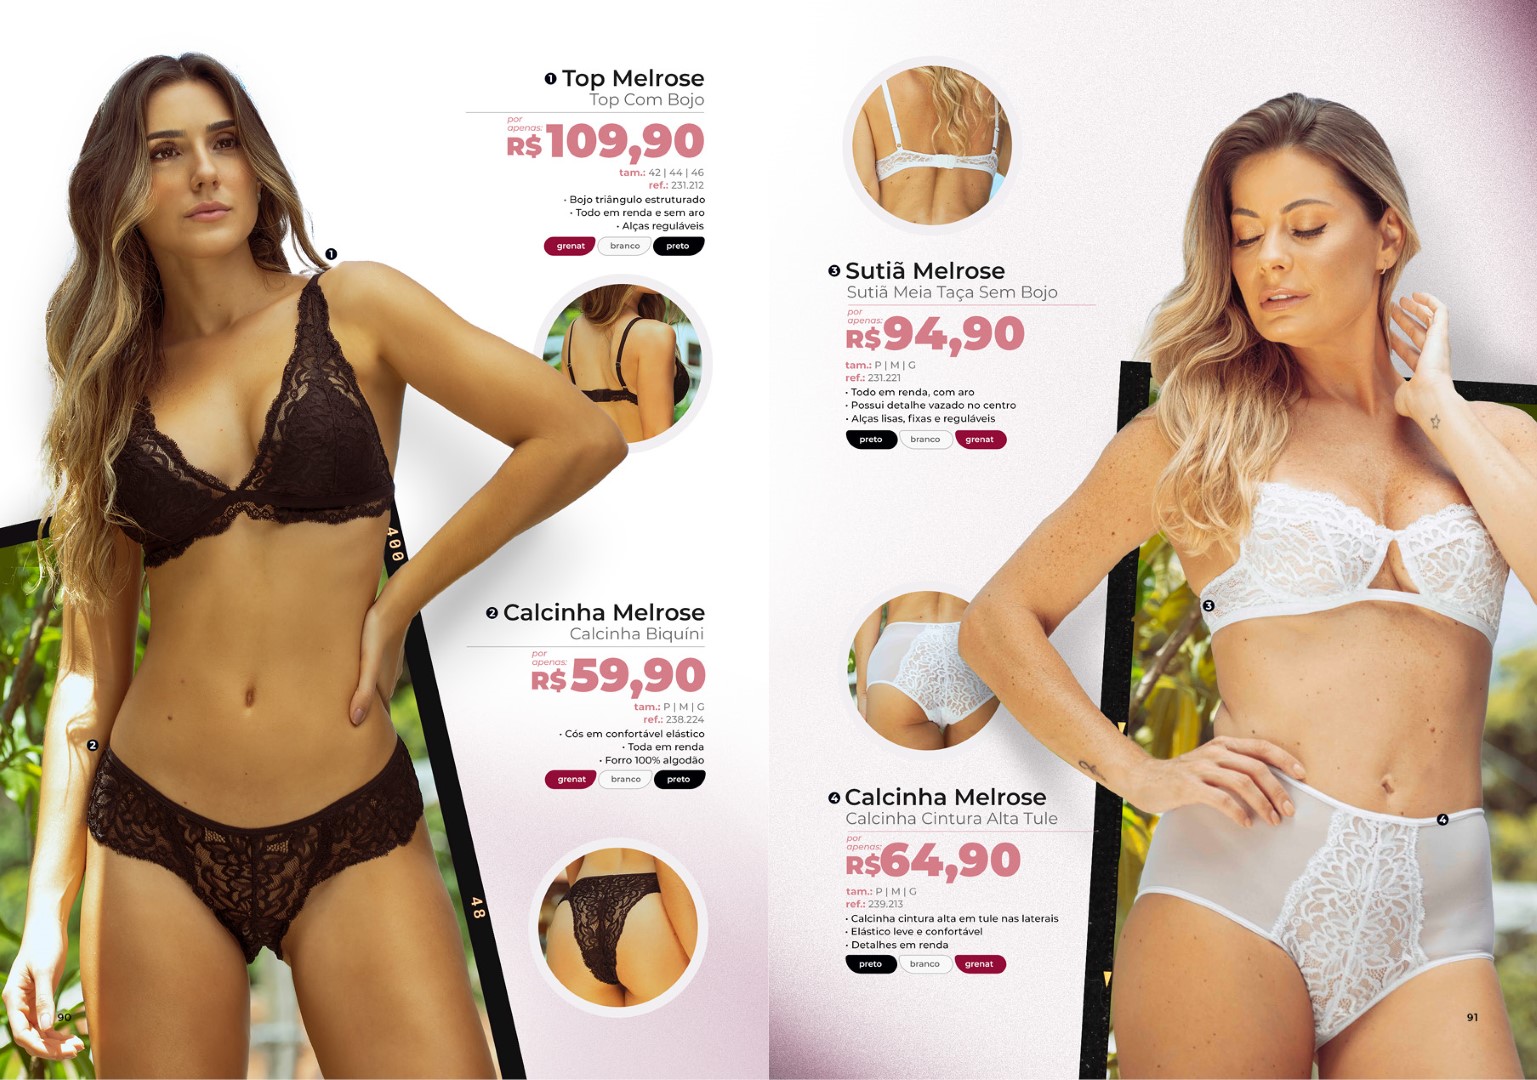 1 Top Melrose
Top Com Bojo
por
apenas:
R$109,90
tam.: 42 | 44 | 46
ref.: 231.212
• Bojo triângulo estruturado
• Todo em renda e sem aro
• Alças reguláveis
grenat branco preto
1
400
2 Calcinha Melrose
Calcinha Biquíni
por
apenas:
R$59,90
tam.: P | M | G
ref.: 238.224
• Cós em confortável elástico
• Toda em renda
• Forro 100% algodão
grenat branco preto
2
48
90
3 Sutiã Melrose
Sutiã Meia Taça Sem Bojo
por
apenas:
R$94,90
tam.: P | M | G
ref.: 231.221
• Todo em renda, com aro
• Possui detalhe vazado no centro
• Alças lisas, fixas e reguláveis
preto branco grenat
3
4 Calcinha Melrose
Calcinha Cintura Alta Tule
por
apenas:
R$64,90
tam.: P | M | G
ref.: 239.213
• Calcinha cintura alta em tule nas laterais
• Elástico leve e confortável
• Detalhes em renda
preto branco grenat
4
91